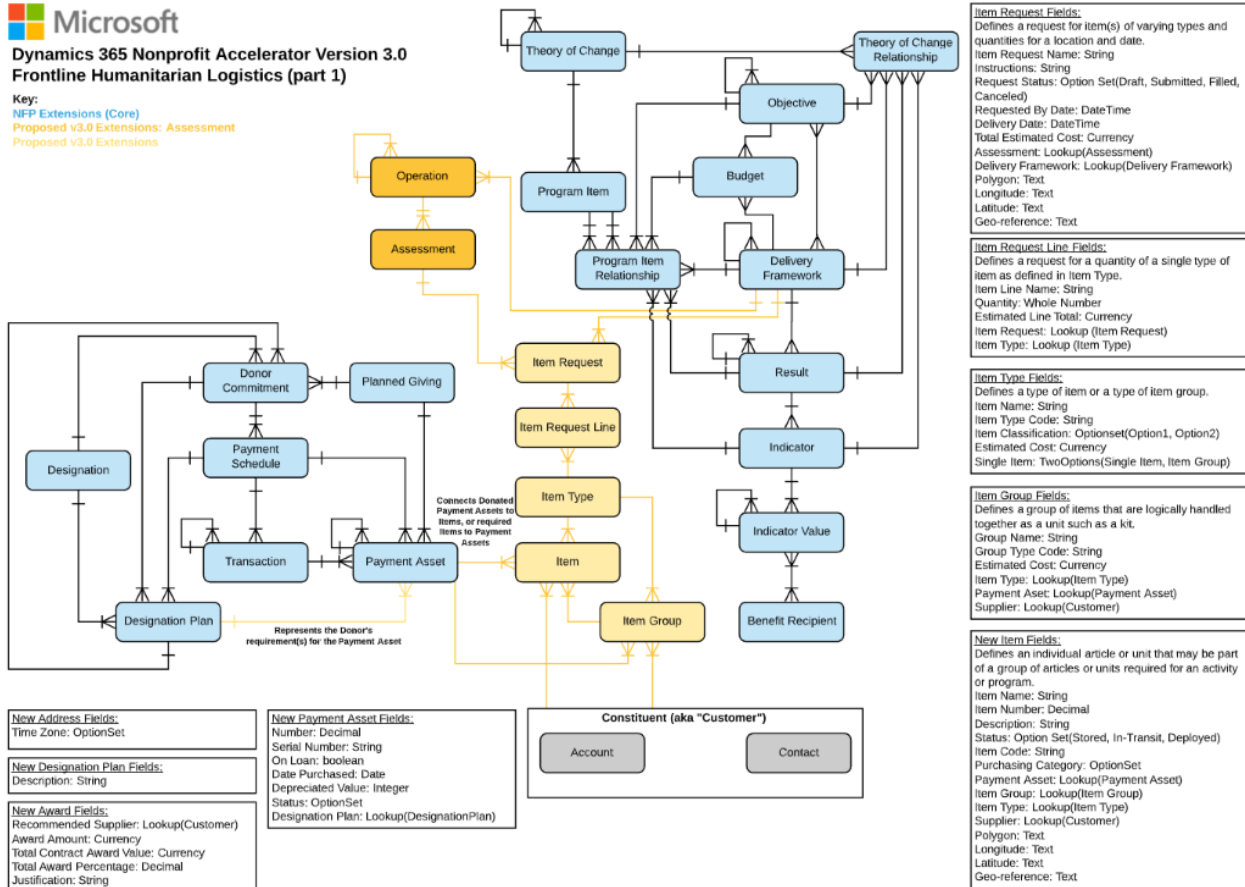 Microsoft
Dynamics 365 Nonprofit Accelerator Version 3.0
Frontline Humanitarian Logistics (part 1)
Key:
NFP Extensions (Core)
Proposed v3.0 Extensions: Assessment
Proposed v3.0 Extensions
Theory of Change
Theory of Change
Relationship
Objective
Operation
Program Item
Budget
Assessment
Program Item
Relationship
Delivery
Framework
Item Request
Result
Donor
Commitment
Planned Giving
Item Request Line
Indicator
Designation
Payment
Schedule
Item Type
Connects Donated
Payment Assets to
Items, or required
Items to Payment
Assets
Indicator Value
Transaction
Payment Asset
Item
Designation Plan
Represents the Donor's
requirement(s) for the Payment Asset
Item Group
Benefit Recipient
Constituent (aka "Customer")
Account
Contact
New Address Fields:
Time Zone: OptionSet
New Designation Plan Fields:
Description: String
New Award Fields:
Recommended Supplier: Lookup(Customer)
Award Amount: Currency
Total Contract Award Value: Currency
Total Award Percentage: Decimal
Justification: String
New Payment Asset Fields:
Number: Decimal
Serial Number: String
On Loan: boolean
Date Purchased: Date
Depreciated Value: Integer
Status: OptionSet
Designation Plan: Lookup(DesignationPlan)
Item Request Fields:
Defines a request for item(s) of varying types and
quantities for a location and date.
Item Request Name: String
Instructions: String
Request Status: Option Set(Draft, Submitted, Filled,
Canceled)
Requested By Date: DateTime
Delivery Date: DateTime
Total Estimated Cost: Currency
Assessment: Lookup(Assessment)
Delivery Framework: Lookup(Delivery Framework)
Polygon: Text
Longitude: Text
Latitude: Text
Geo-reference: Text
Item Request Line Fields:
Defines a request for a quantity of a single type of
item as defined in Item Type.
Item Line Name: String
Quantity: Whole Number
Estimated Line Total: Currency
Item Request: Lookup (Item Request)
Item Type: Lookup (Item Type)
Item Type Fields:
Defines a type of item or a type of item group.
Item Name: String
Item Type Code: String
Item Classification: Optionset(Option1, Option2)
Estimated Cost: Currency
Single Item: TwoOptions(Single Item, Item Group)
Item Group Fields:
Defines a group of items that are logically handled
together as a unit such as a kit.
Group Name: String
Group Type Code: String
Estimated Cost: Currency
Item Type: Lookup(Item Type)
Payment Aset: Lookup(Payment Asset)
Supplier: Lookup(Customer)
New Item Fields:
Defines an individual article or unit that may be part
of a group of articles or units required for an activity
or program.
Item Name: String
Item Number: Decimal
Description: String
Status: Option Set(Stored, In-Transit, Deployed)
Item Code: String
Purchasing Category: OptionSet
Payment Asset: Lookup(Payment Asset)
Item Group: Lookup(Item Group)
Item Type: Lookup(Item Type)
Supplier: Lookup(Customer)
Polygon: Text
Longitude: Text
Latitude: Text
Geo-reference: Text